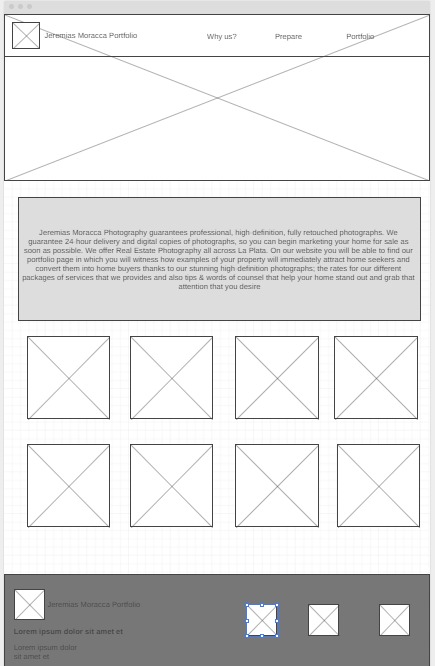 Jeremias Moracca Portfolio
Why us?
Prepare
Portfolio
Jeremias Moracca Photography guarantees professional, high definition, fully retouched photographs. We
guarantee 24 hour delivery and digital copies of photographs, so you can begin marketing your home for sale as
soon as possible. We offer Real Estate Photography all across La Plata. On our website you will be able to find our
portfolio page in which you will witness how examples of your property will immediately attract home seekers and
convert them into home buyers thanks to our stunning high definition photographs; the rates for our different
packages of services that we provides and also tips & words of counsel that help your home stand out and grab that
attention that you desire
Jeremias Moracca Portfolio
Lorem ipsum dolor sit amet et
Lorem ipsum dolor
sit amet et